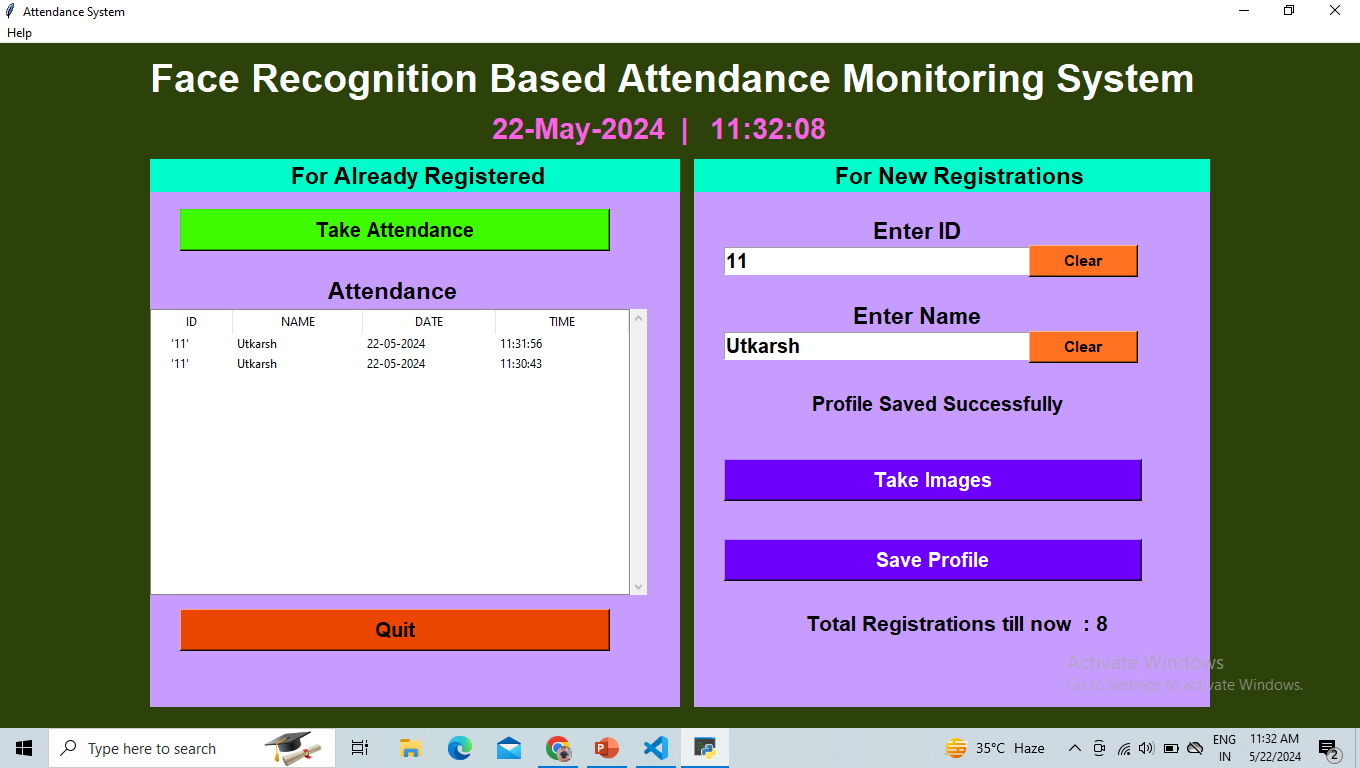 Attendance System
Help
Face Recognition Based Attendance Monitoring System
22-May-2024 | 11:32:08
For Already Registered
Take Attendance
Attendance
ID NAME DATE TIME
'11' Utkarsh 22-05-2024 11:31:56
'11' Utkarsh 22-05-2024 11:30:43
Quit
For New Registrations
Enter ID
11 Clear
Enter Name
Utkarsh Clear
Profile Saved Successfully
Take Images
Save Profile
Total Registrations till now : 8
Activate Windows
Go to Settings to activate Windows.
Type here to search
35°C Haze
ENG
IN
11:32 AM
5/22/2024
2